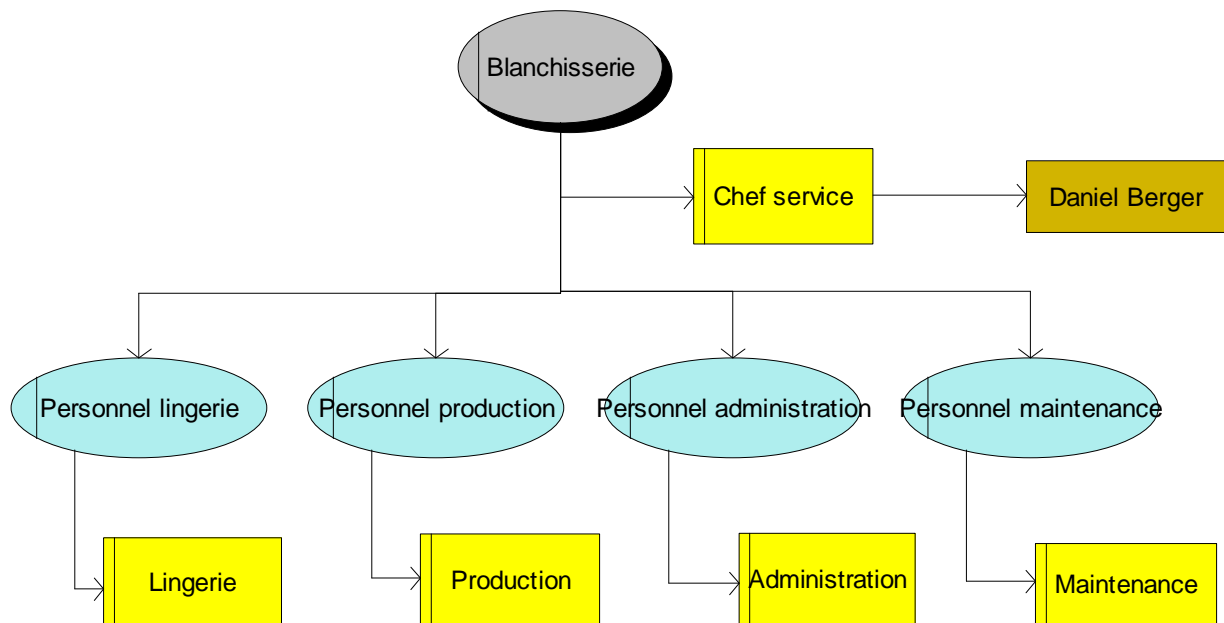 Blanchisserie
Chef service
Daniel Berger
Personnel lingerie
Personnel production
Personnel administration
Personnel maintenance
Lingerie
Production
Administration
Maintenance